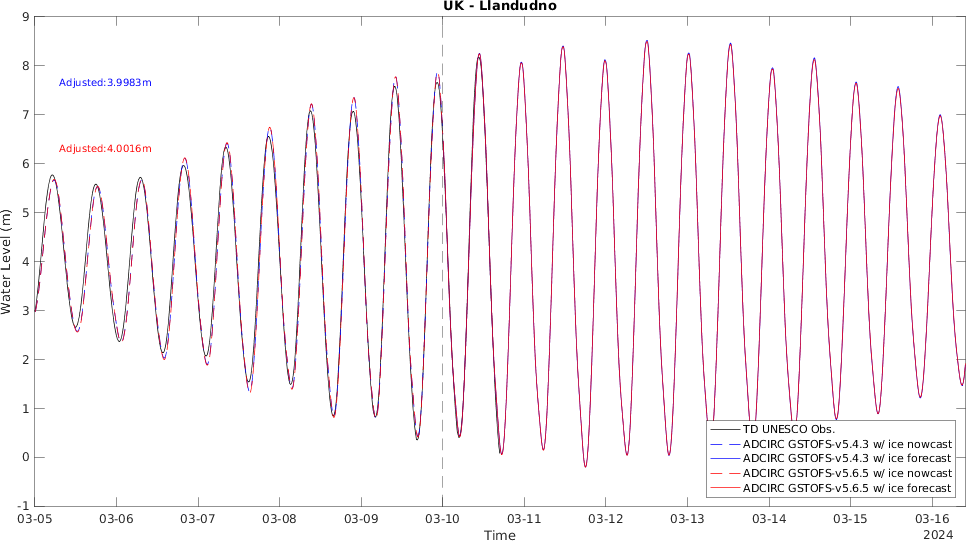 UK - Llandudno
9
8
7
6
5
4
3
2
1
0
-1
Water Level (m)
Adjusted:3.9983m
Adjusted:4.0016m
TD UNESCO Obs.
ADCIRC GSTOFS-v5.4.3 w/ ice nowcast
ADCIRC GSTOFS-v5.4.3 w/ ice forecast
ADCIRC GSTOFS-v5.6.5 w/ ice nowcast
ADCIRC GSTOFS-v5.6.5 w/ ice forecast
03-05 03-06 03-07 03-08 03-09 03-10 03-11 03-12 03-13 03-14 03-15 03-16
2024
Time